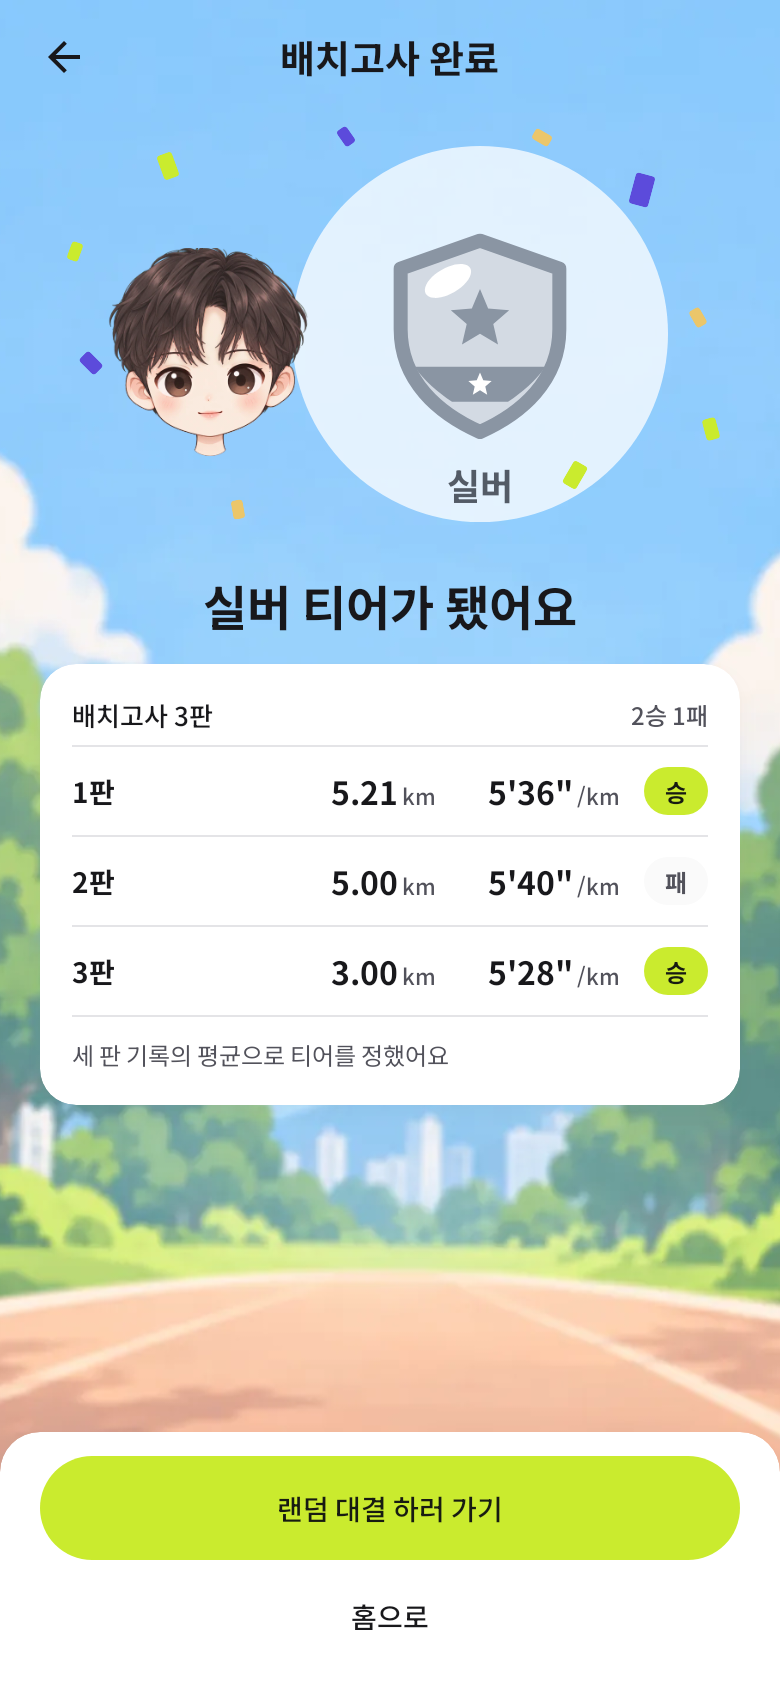 배치고사 완료
실버
실버 티어가 됐어요
배치고사 3판 2승 1패
1판 5.21 km 5'36" /km 승
2판 5.00 km 5'40" /km 패
3판 3.00 km 5'28" /km 승
세 판 기록의 평균으로 티어를 정했어요
랜덤 대결 하러 가기
홈으로